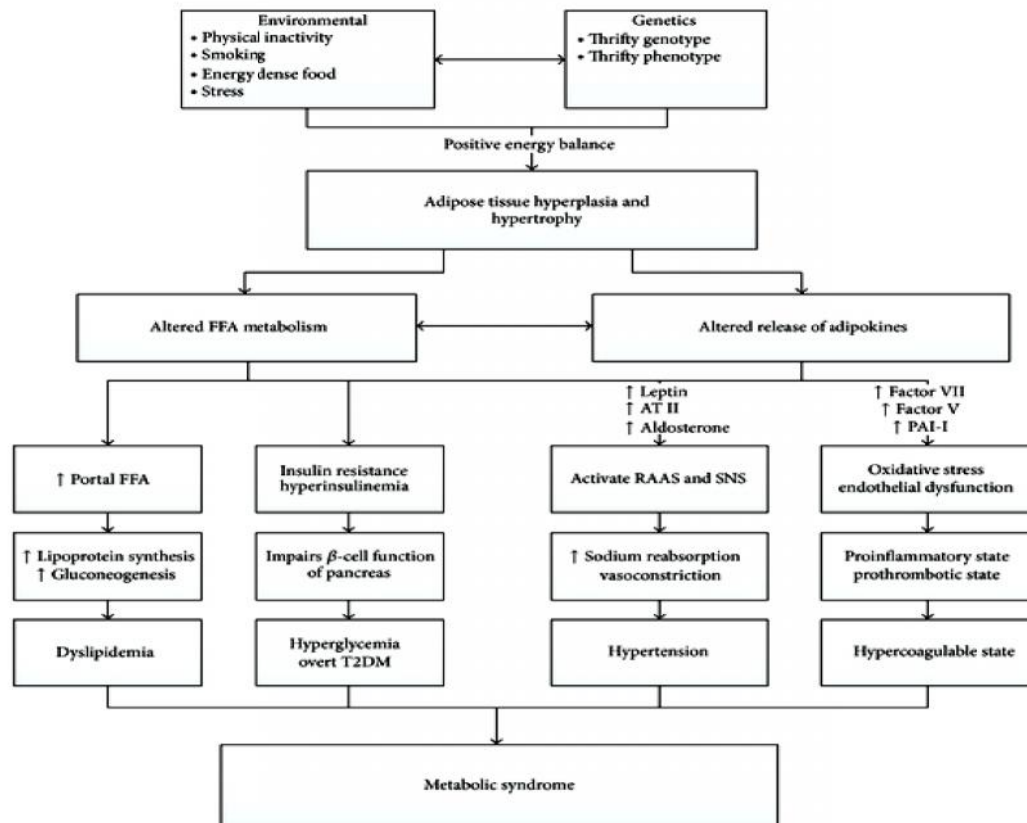 Environmental
• Physical inactivity
• Smoking
• Energy dense food
• Stress
Genetics
• Thrifty genotype
• Thrifty phenotype
Positive energy balance
Adipose tissue hyperplasia and
hypertrophy
Altered FFA metabolism
Altered release of adipokines
↑ Leptin
↑ AT II
↑ Aldosterone
↑ Factor VII
↑ Factor V
↑ PAI-I
↑ Portal FFA
Insulin resistance
hyperinsulinemia
Activate RAAS and SNS
Oxidative stress
endothelial dysfunction
↑ Lipoprotein synthesis
↑ Gluconeogenesis
Impairs β-cell function
of pancreas
↑ Sodium reabsorption
vasoconstriction
Proinflammatory state
prothrombotic state
Dyslipidemia
Hyperglycemia
overt T2DM
Hypertension
Hypercoagulable state
Metabolic syndrome